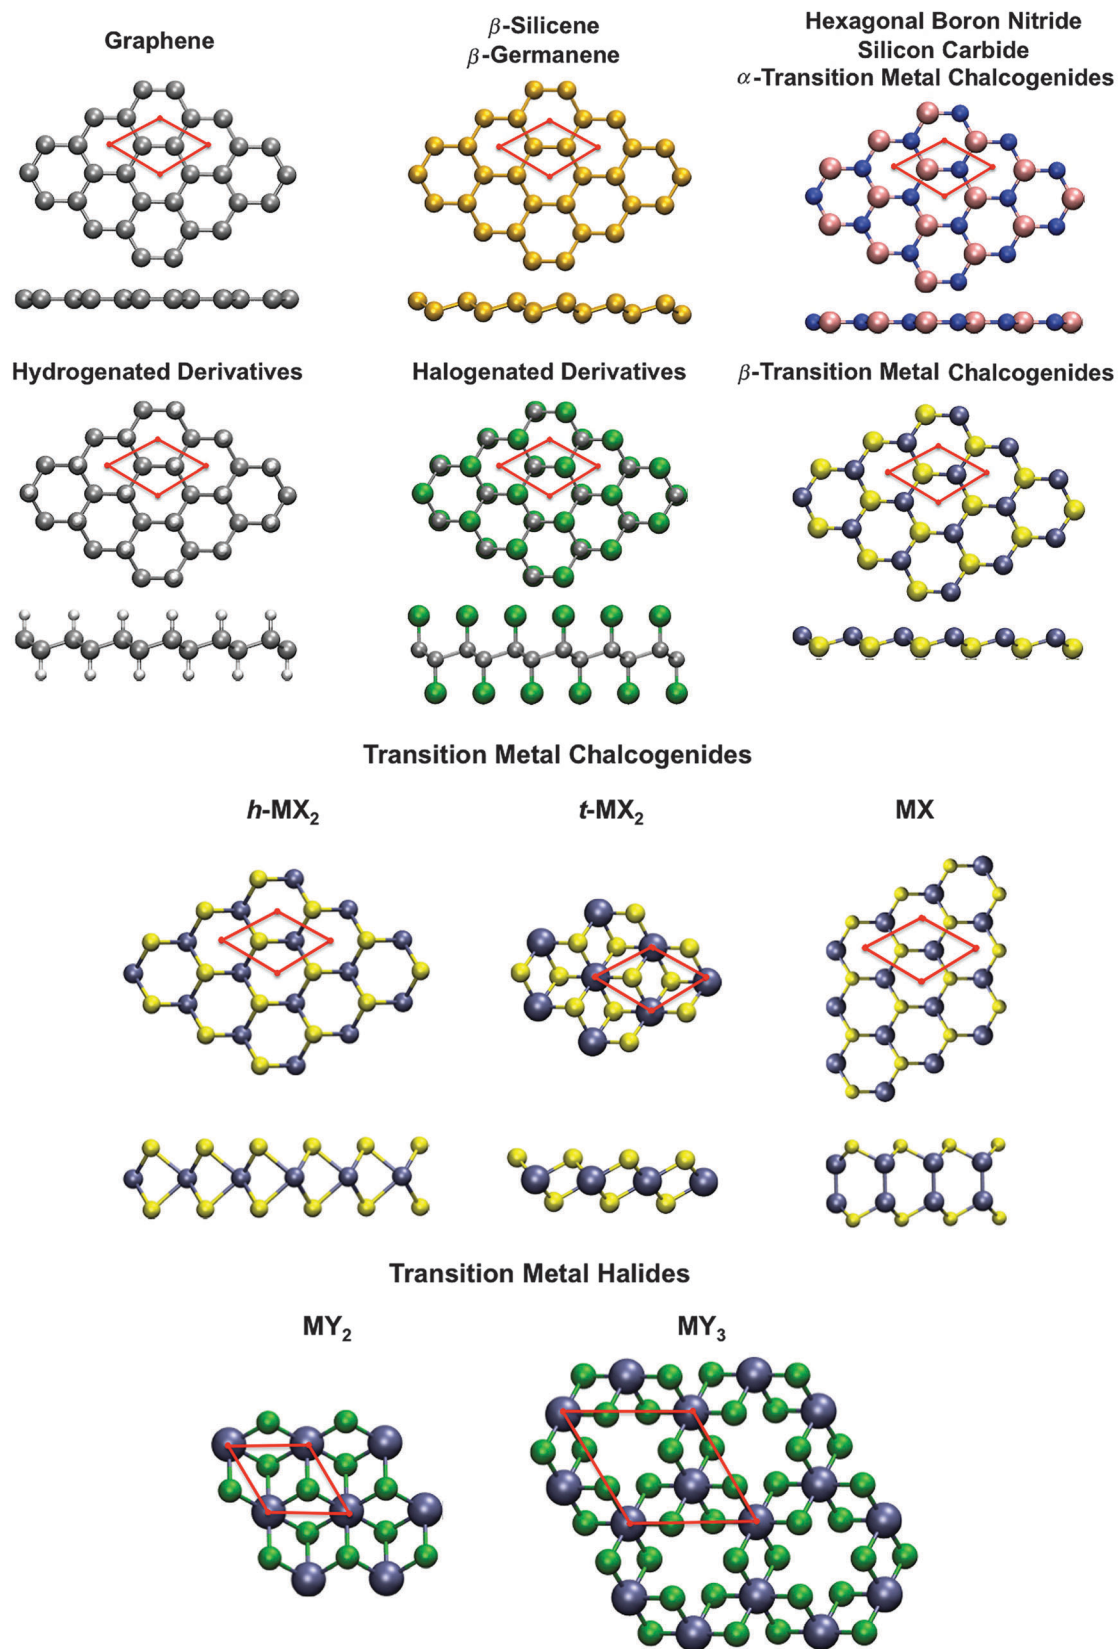 Graphene
β-Silicene
β-Germanene
Hexagonal Boron Nitride
Silicon Carbide
α-Transition Metal Chalcogenides
Hydrogenated Derivatives
Halogenated Derivatives
β-Transition Metal Chalcogenides
Transition Metal Chalcogenides
h-MX₂
t-MX₂
MX
Transition Metal Halides
MY₂
MY₃